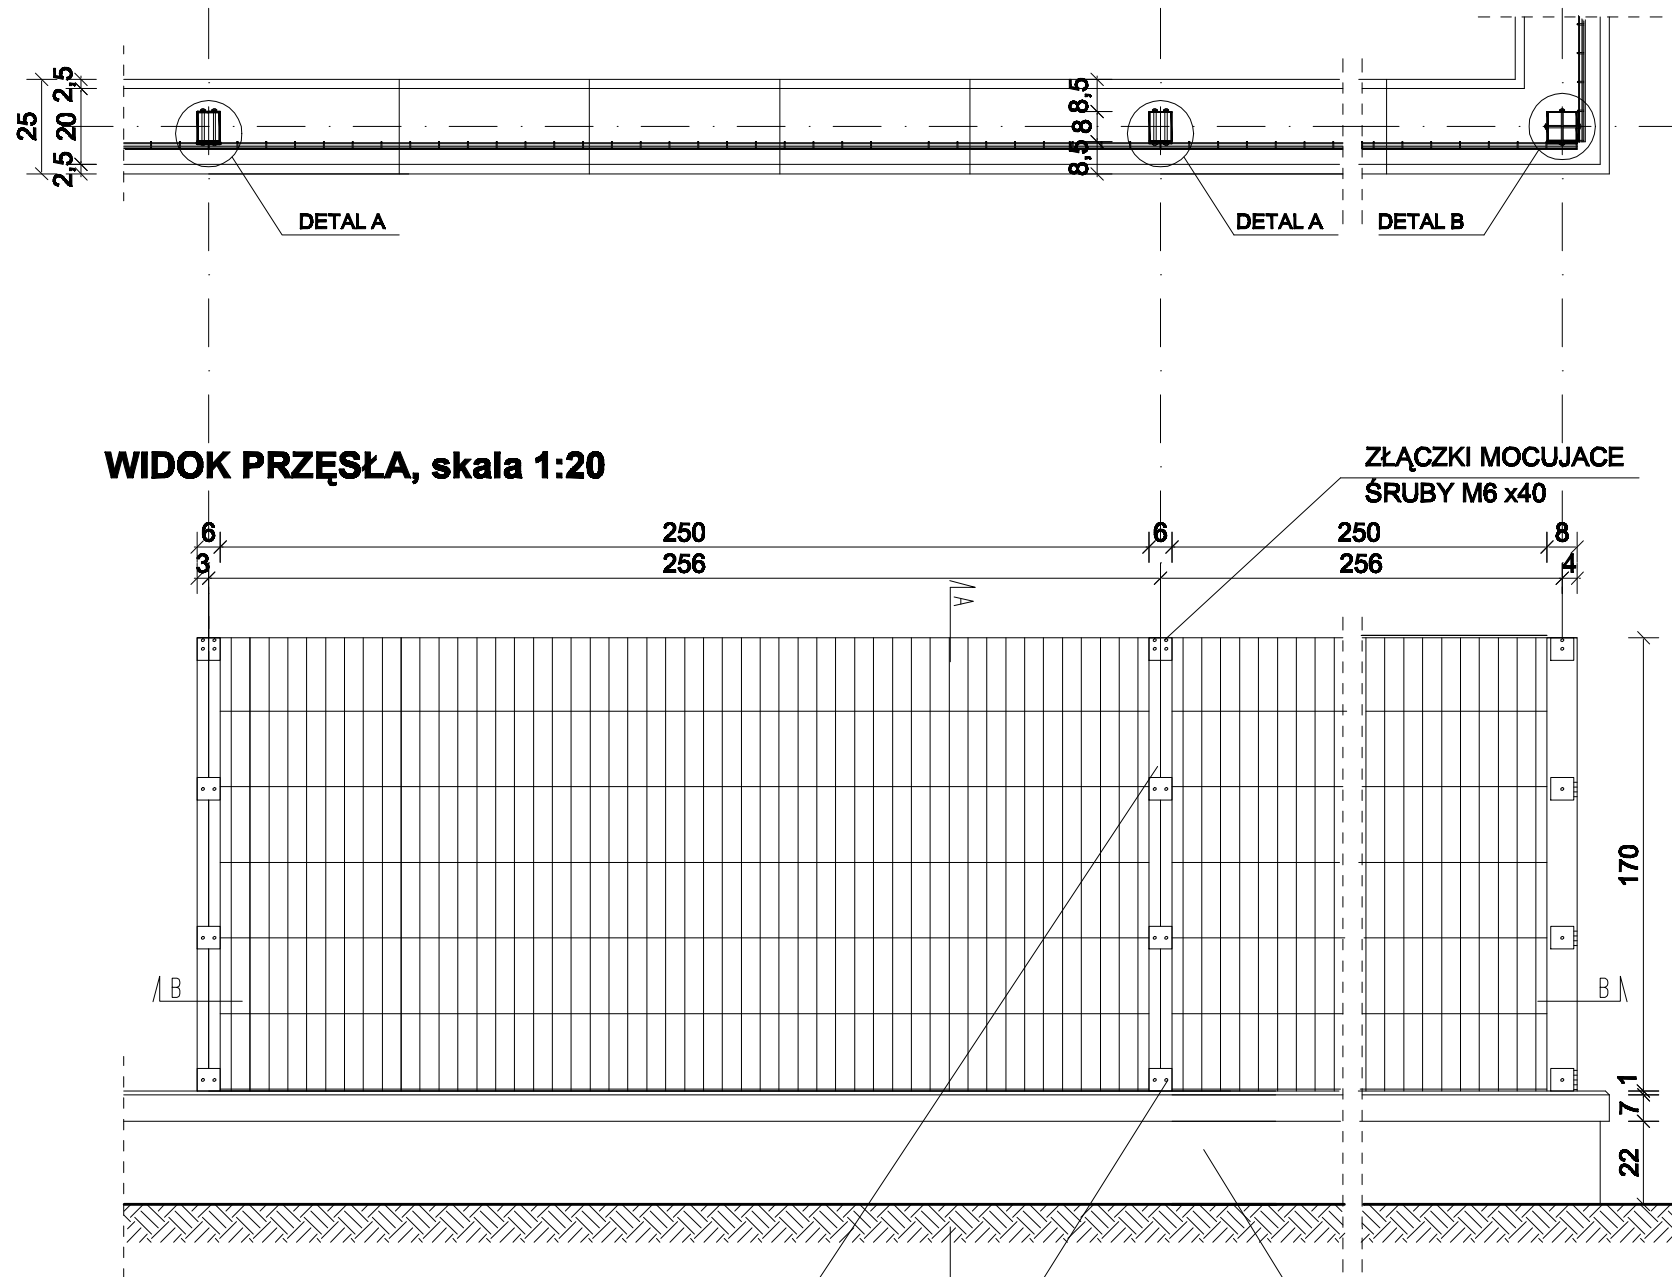 25
2,5
20
2,5
8,5
8
8,5
DETAL A
DETAL A
DETAL B
WIDOK PRZĘSŁA, skala 1:20
ZŁĄCZKI MOCUJACE
ŚRUBY M6 x40
6
250
6
250
8
3
256
256
4
A
170
B
B
1
7
22